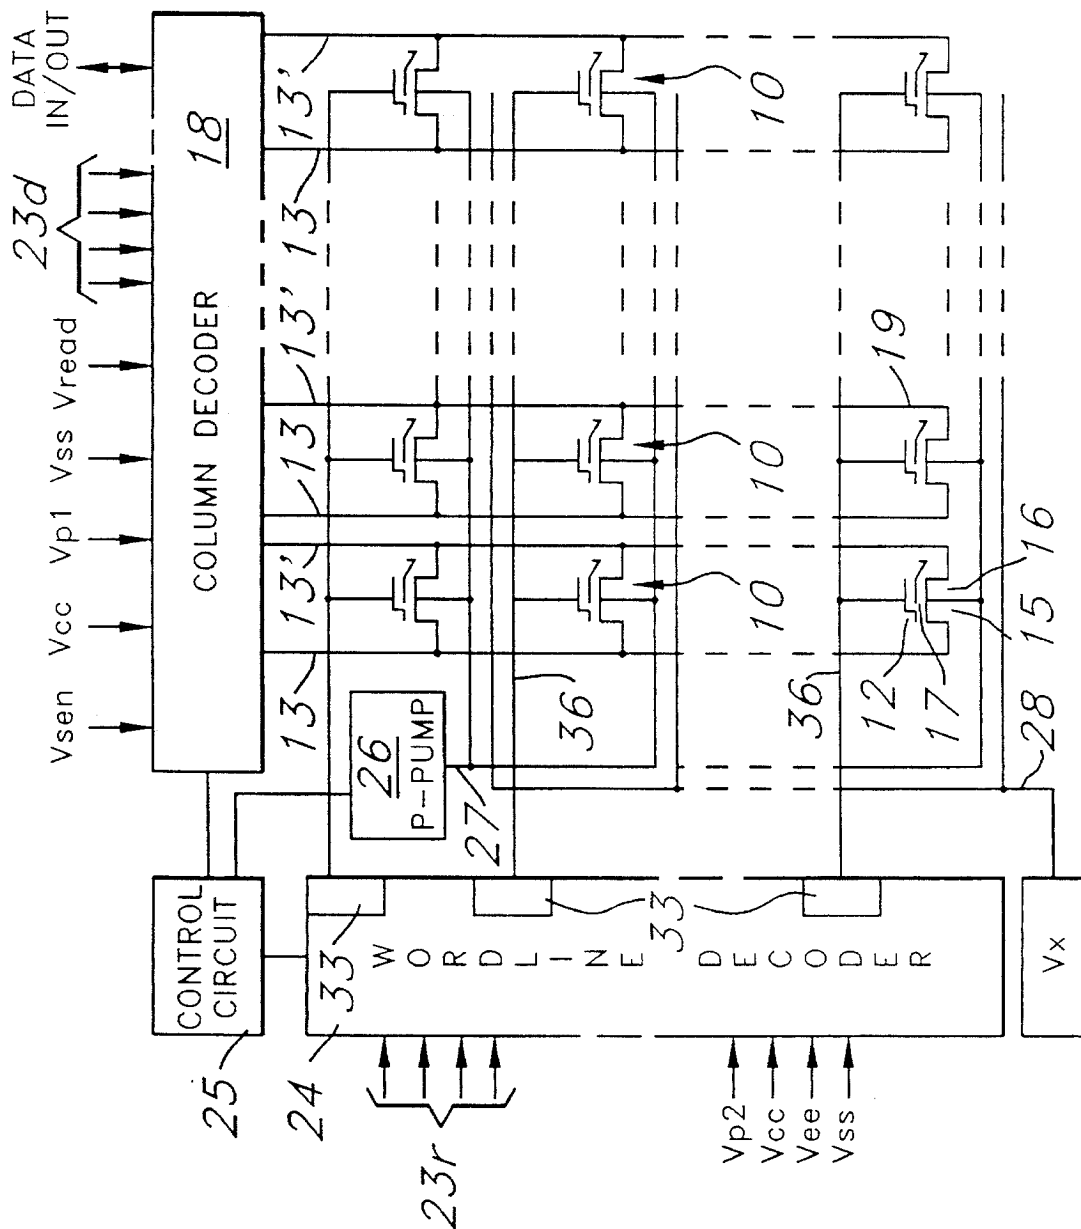 DATA
IN/OUT
23d
Vread
Vss
Vp1
Vcc
Vsen
COLUMN DECODER
18
13
13'
13
13'
13
13'
CONTROL
CIRCUIT
25
26
P-PUMP
27
24
33
33
WORDLINE DECODER
36
36
10
10
10
19
12
17
15
16
28
23r
Vp2
Vcc
Vee
Vss
Vx